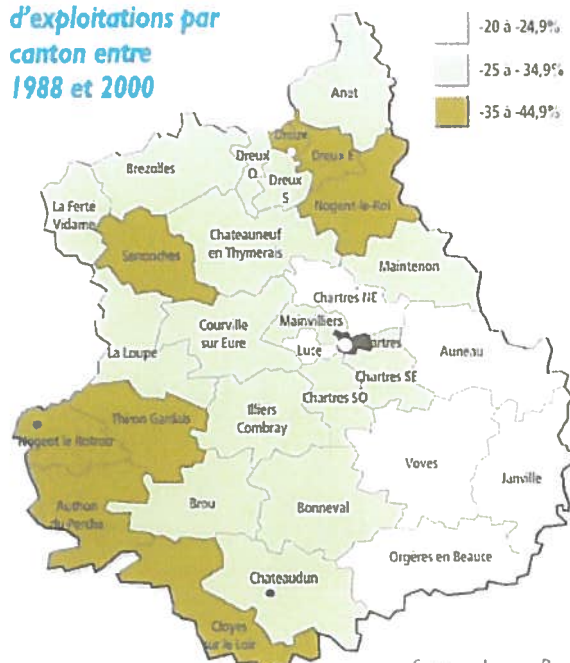 d'exploitations par
canton entre
1988 et 2000
-20 à -24,9%
-25 à - 34,9%
-35 à -44,9%
Anet
Dreux E
Dreux
O
Dreux
S
Brezolles
Nogent-le-Roi
La Ferte
Vidame
Chateauneuf
en Thymerais
Senonches
Maintenon
Chartres NE
Mainvilliers
Courville
sur Eure
Luce
Auneau
La Loupe
Chartres SE
Chartres SO
Thiron Gardais
Illiers
Combray
Nogent le Rotrou
Voves
Janville
Authon
du Perche
Brou
Bonneval
Orgères en Beauce
Chateaudun
Cloyes
sur le Loir